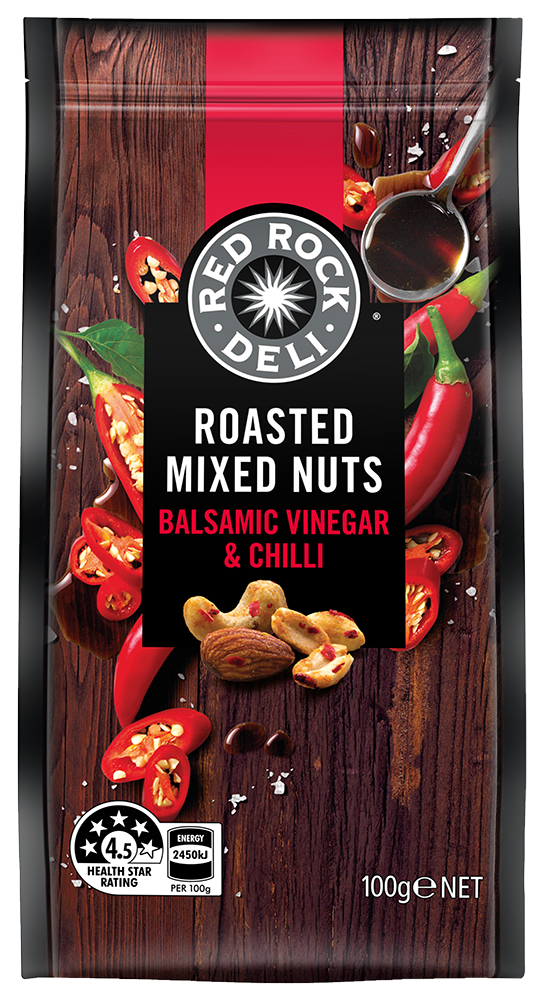 RED ROCK
DELI
®
ROASTED
MIXED NUTS
BALSAMIC VINEGAR
& CHILLI
4.5
HEALTH STAR
RATING
ENERGY
2450kJ
PER 100g
100g℮ NET